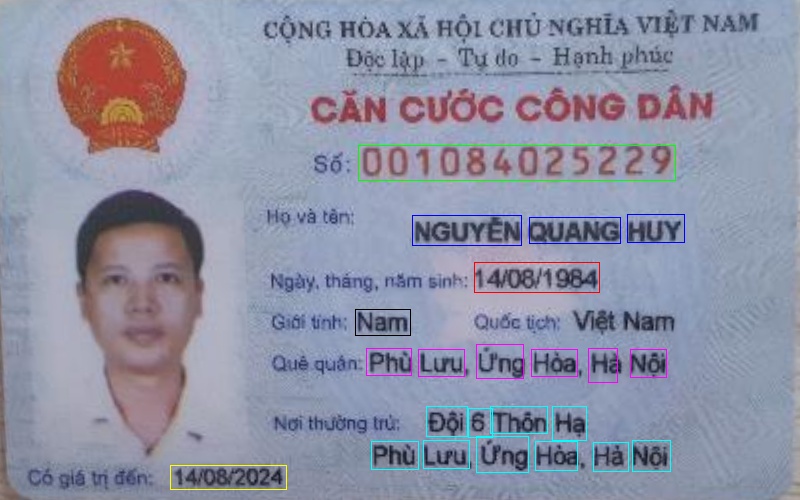 CỘNG HÒA XÃ HỘI CHỦ NGHĨA VIỆT NAM
Độc lập - Tự do - Hạnh phúc
CĂN CƯỚC CÔNG DÂN
Số: 001084025229
Họ và tên: NGUYỄN QUANG HUY
Ngày, tháng, năm sinh: 14/08/1984
Giới tính: Nam Quốc tịch: Việt Nam
Quê quán: Phù Lưu, Ứng Hòa, Hà Nội
Nơi thường trú: Đội 6 Thôn Hạ
Phù Lưu, Ứng Hòa, Hà Nội
Có giá trị đến: 14/08/2024